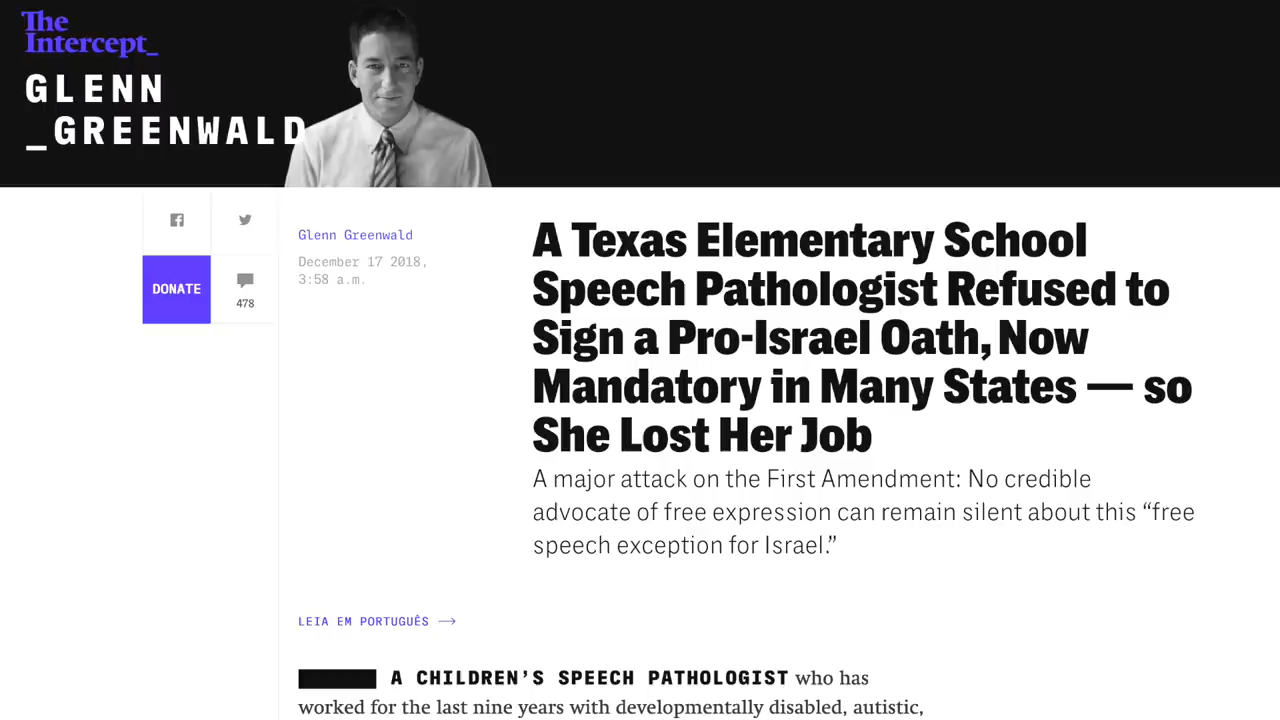 The
Intercept_
GLENN
_GREENWALD
Glenn Greenwald
December 17 2018,
3:58 a.m.
DONATE
478
A Texas Elementary School
Speech Pathologist Refused to
Sign a Pro-Israel Oath, Now
Mandatory in Many States — so
She Lost Her Job
A major attack on the First Amendment: No credible
advocate of free expression can remain silent about this “free
speech exception for Israel.”
LEIA EM PORTUGUÊS →
A CHILDREN’S SPEECH PATHOLOGIST who has
worked for the last nine years with developmentally disabled, autistic,